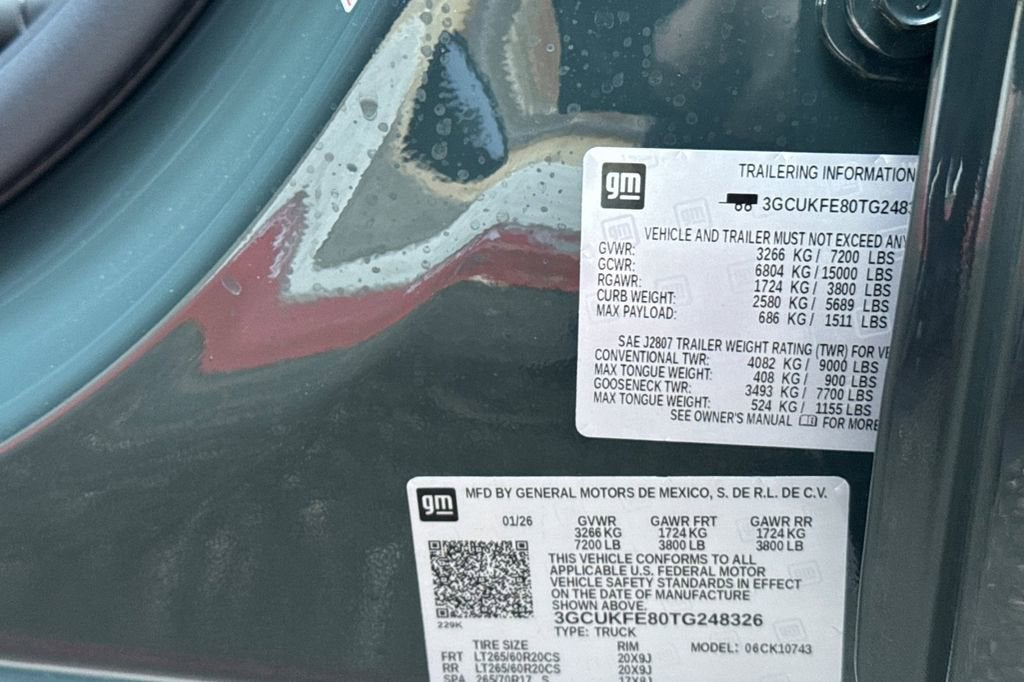 gm
TRAILERING INFORMATION
3GCUKFE80TG2483
VEHICLE AND TRAILER MUST NOT EXCEED ANY
GVWR: 3266 KG / 7200 LBS
GCWR: 6804 KG / 15000 LBS
RGAWR: 1724 KG / 3800 LBS
CURB WEIGHT: 2580 KG / 5689 LBS
MAX PAYLOAD: 686 KG / 1511 LBS
SAE J2807 TRAILER WEIGHT RATING (TWR) FOR VE
CONVENTIONAL TWR: 4082 KG / 9000 LBS
MAX TONGUE WEIGHT: 408 KG / 900 LBS
GOOSENECK TWR: 3493 KG / 7700 LBS
MAX TONGUE WEIGHT: 524 KG / 1155 LBS
SEE OWNER'S MANUAL FOR MORE
gm
MFD BY GENERAL MOTORS DE MEXICO, S. DE R.L. DE C.V.
01/26 GVWR GAWR FRT GAWR RR
3266 KG 1724 KG 1724 KG
7200 LB 3800 LB 3800 LB
THIS VEHICLE CONFORMS TO ALL
APPLICABLE U.S. FEDERAL MOTOR
VEHICLE SAFETY STANDARDS IN EFFECT
ON THE DATE OF MANUFACTURE
SHOWN ABOVE.
3GCUKFE80TG248326
229K TYPE: TRUCK
TIRE SIZE RIM MODEL: 06CK10743
FRT LT265/60R20CS 20X9J
RR LT265/60R20CS 20X9J
SPA 265/70R17 S 17X8J